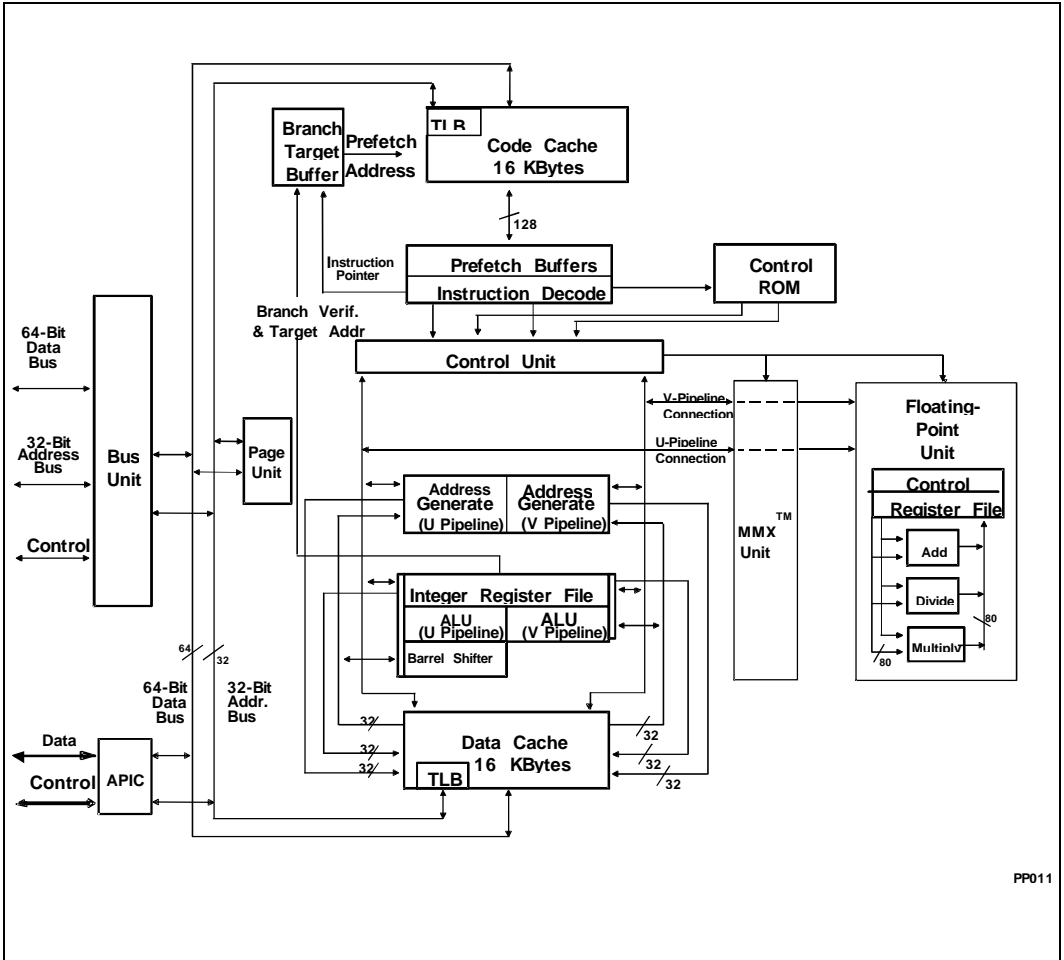 TLB
Code Cache
16 KBytes
Branch
Target
Buffer
Prefetch
Address
128
Instruction
Pointer
Prefetch Buffers
Instruction Decode
Control
ROM
Branch Verif.
& Target Addr
Control Unit
64-Bit
Data
Bus
32-Bit
Address
Bus
Control
Bus
Unit
Page
Unit
V-Pipeline
Connection
U-Pipeline
Connection
Address
Generate
(U Pipeline)
Address
Generate
(V Pipeline)
MMX™
Unit
Floating-
Point
Unit
Control
Register File
Add
Divide
Multiply
80
80
Integer Register File
ALU
(U Pipeline)
ALU
(V Pipeline)
Barrel Shifter
64
32
64-Bit
Data
Bus
32-Bit
Addr.
Bus
Data
Control
APIC
32
32
32
Data Cache
16 KBytes
TLB
32
32
32
PP011